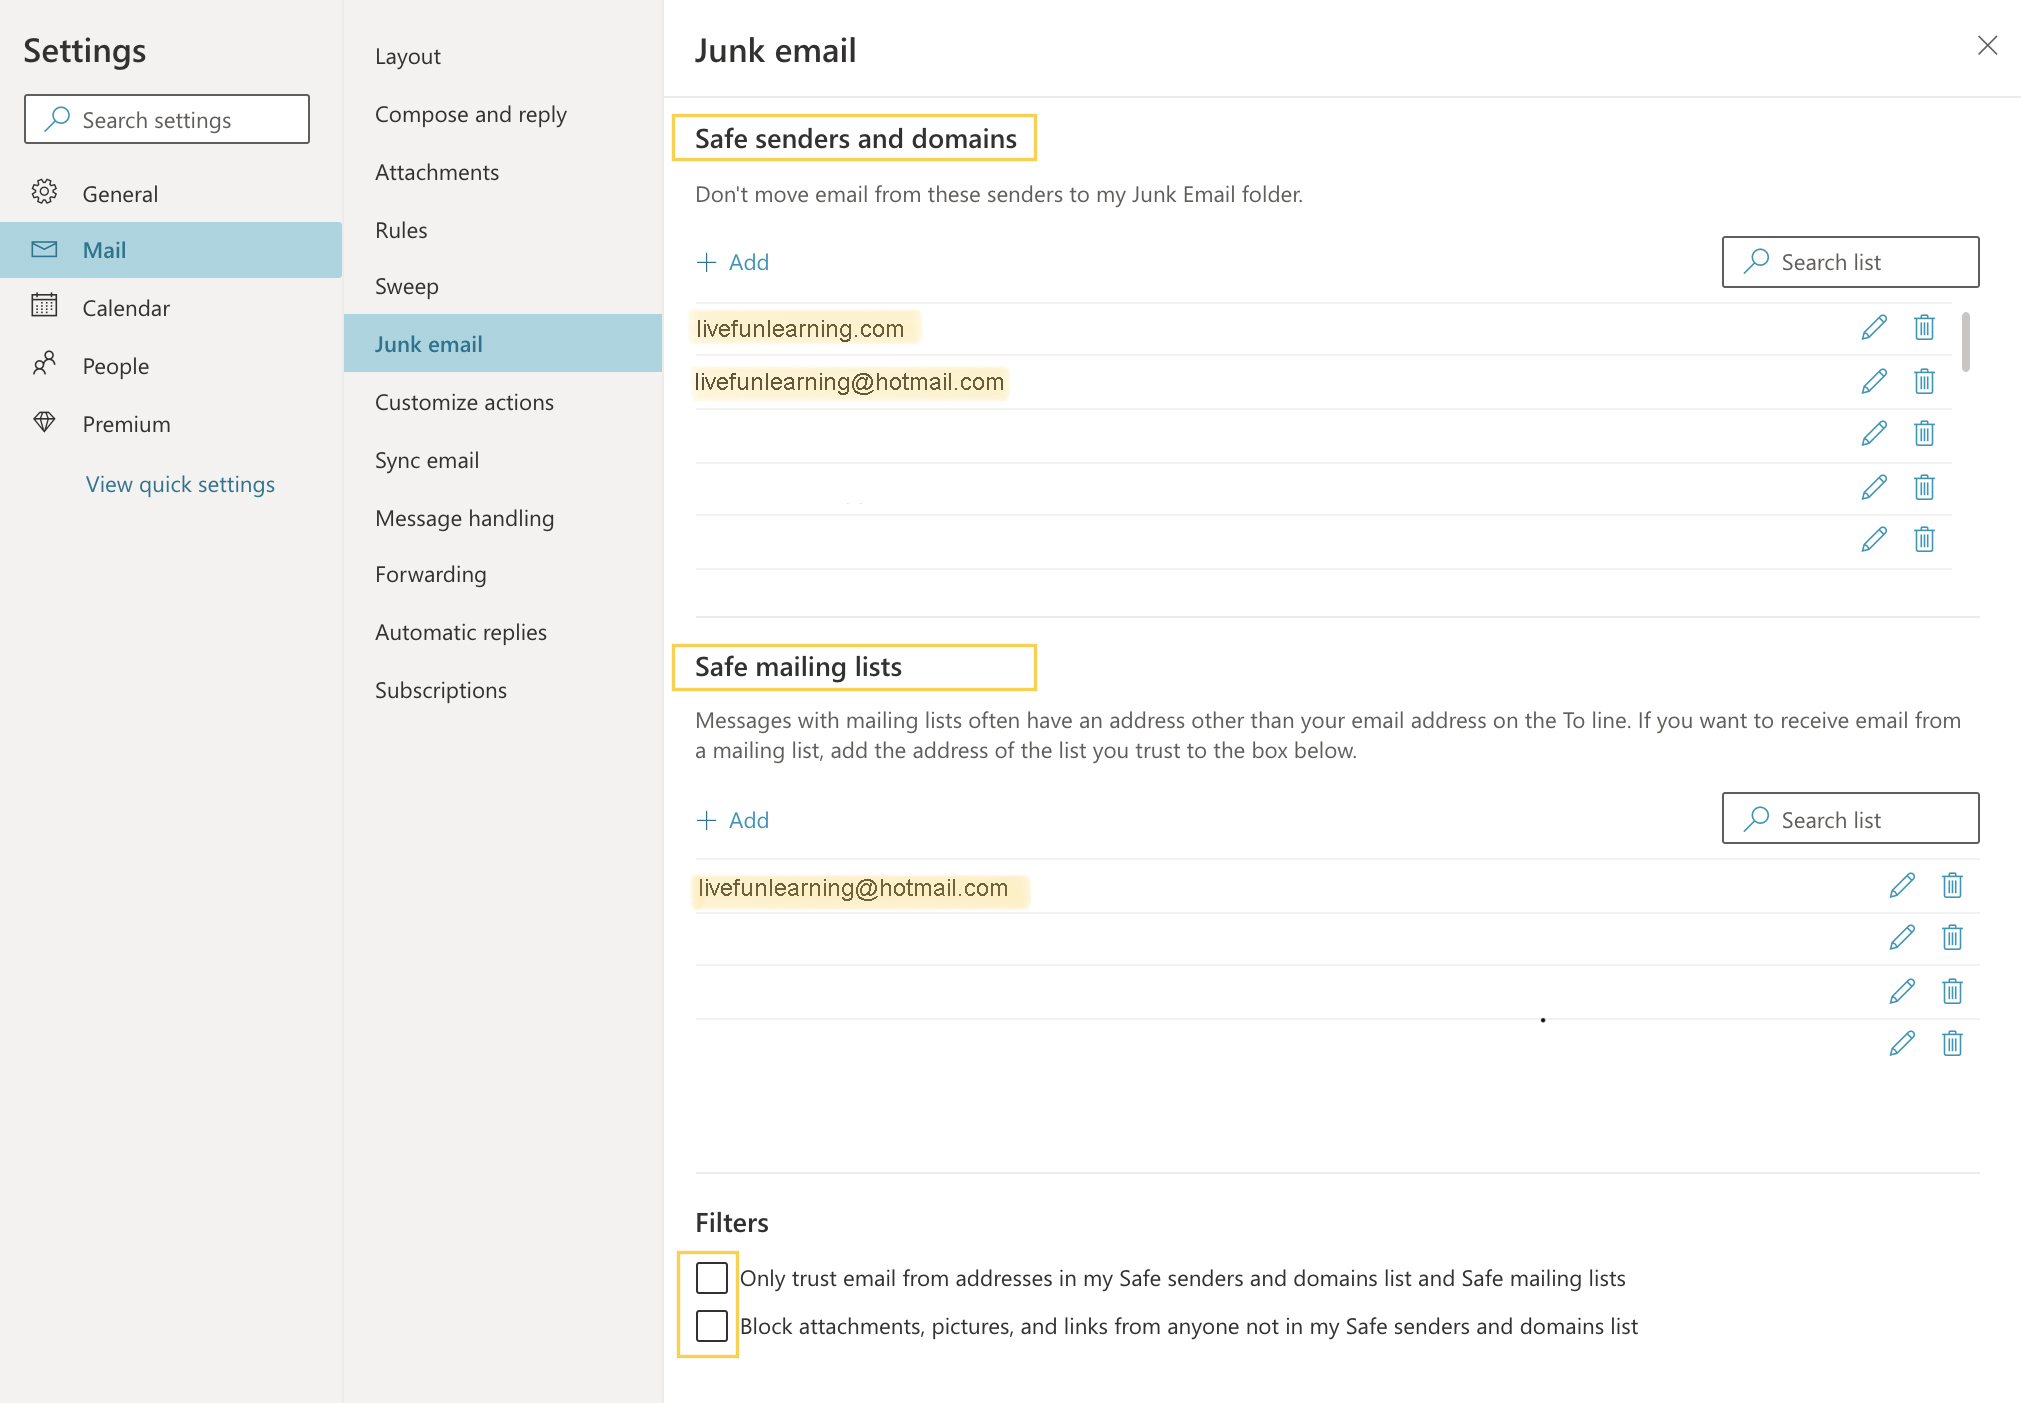 Settings
Search settings
General
Mail
Calendar
People
Premium
View quick settings
Layout
Compose and reply
Attachments
Rules
Sweep
Junk email
Customize actions
Sync email
Message handling
Forwarding
Automatic replies
Subscriptions
Junk email
Safe senders and domains
Don't move email from these senders to my Junk Email folder.
Add
Search list
livefunlearning.com
livefunlearning@hotmail.com
Safe mailing lists
Messages with mailing lists often have an address other than your email address on the To line. If you want to receive email from
a mailing list, add the address of the list you trust to the box below.
Add
Search list
livefunlearning@hotmail.com
Filters
Only trust email from addresses in my Safe senders and domains list and Safe mailing lists
Block attachments, pictures, and links from anyone not in my Safe senders and domains list